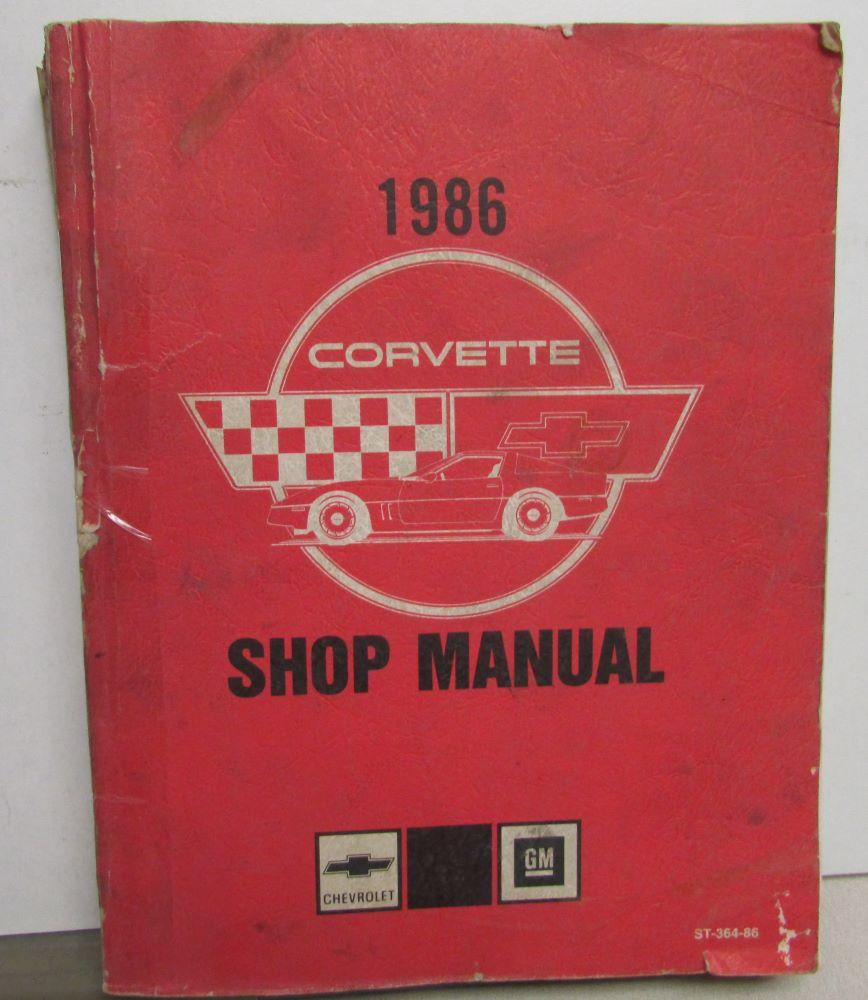 1986
CORVETTE
SHOP MANUAL
CHEVROLET
GM
ST-364-86